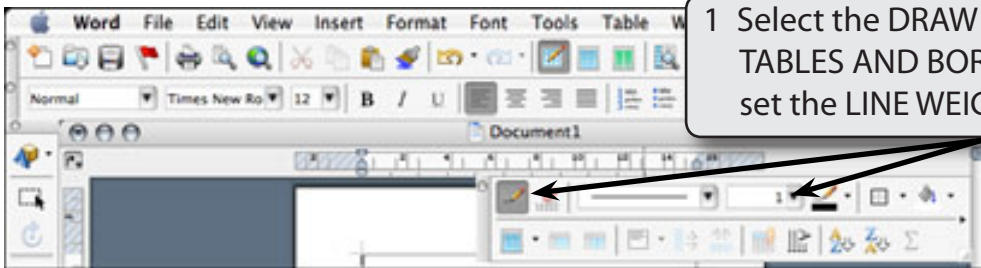 Word File Edit View Insert Format Font Tools Table W
1 Select the DRAW
TABLES AND BOR
set the LINE WEIG
Normal Times New Ro 12 B I U
Document1
1